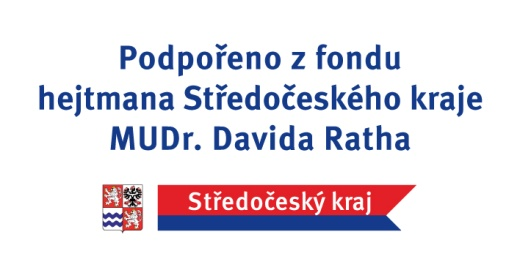 Podpořeno z fondu
hejtmana Středočeského kraje
MUDr. Davida Ratha
Středočeský kraj